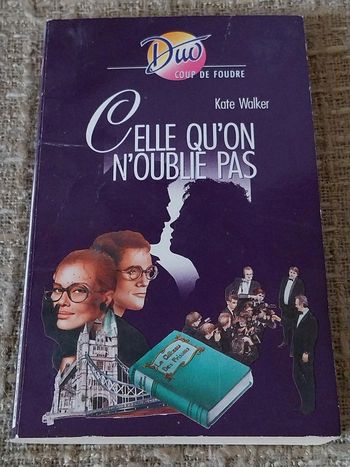 Duo
COUP DE FOUDRE
Kate Walker
CELLE QU'ON
N'OUBLIE PAS